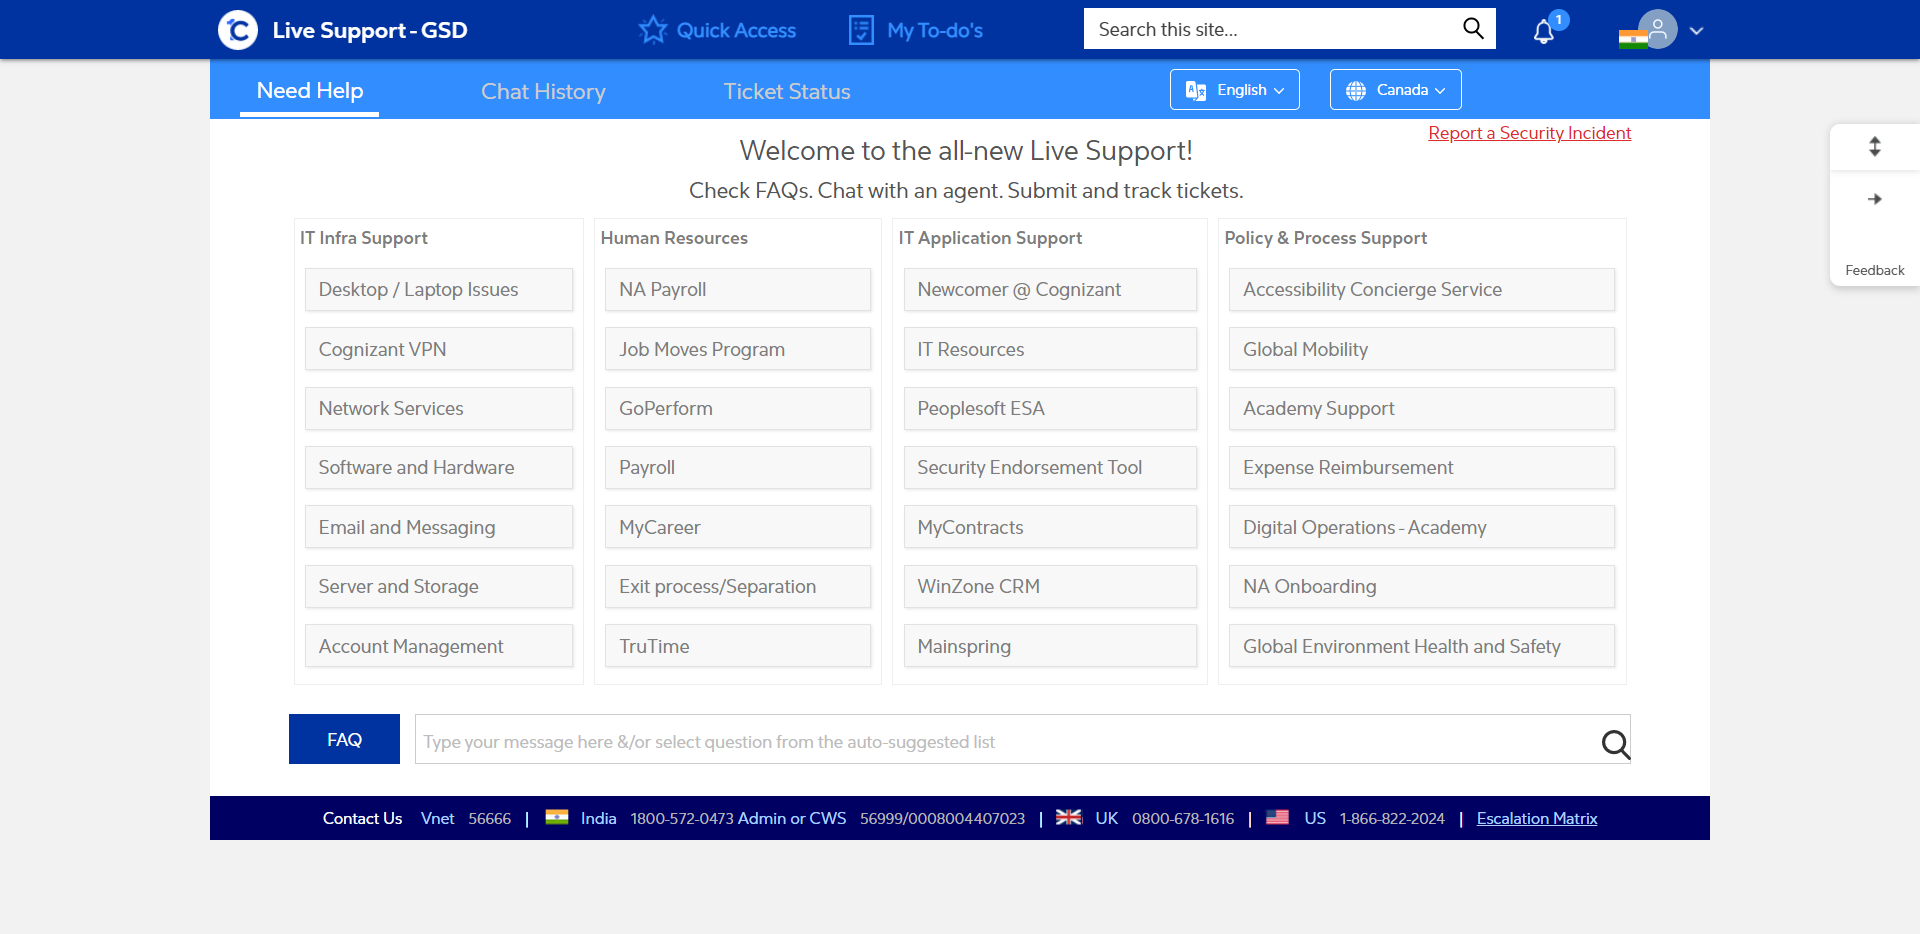 Live Support - GSD
Quick Access
My To-do's
Search this site...
1
Need Help
Chat History
Ticket Status
English
Canada
Report a Security Incident
Welcome to the all-new Live Support!
Check FAQs. Chat with an agent. Submit and track tickets.
IT Infra Support
Desktop / Laptop Issues
Cognizant VPN
Network Services
Software and Hardware
Email and Messaging
Server and Storage
Account Management
Human Resources
NA Payroll
Job Moves Program
GoPerform
Payroll
MyCareer
Exit process/Separation
TruTime
IT Application Support
Newcomer @ Cognizant
IT Resources
Peoplesoft ESA
Security Endorsement Tool
MyContracts
WinZone CRM
Mainspring
Policy & Process Support
Accessibility Concierge Service
Global Mobility
Academy Support
Expense Reimbursement
Digital Operations - Academy
NA Onboarding
Global Environment Health and Safety
Feedback
FAQ
Type your message here &/or select question from the auto-suggested list
Contact Us Vnet 56666 | India 1800-572-0473 Admin or CWS 56999/0008004407023 | UK 0800-678-1616 | US 1-866-822-2024 | Escalation Matrix